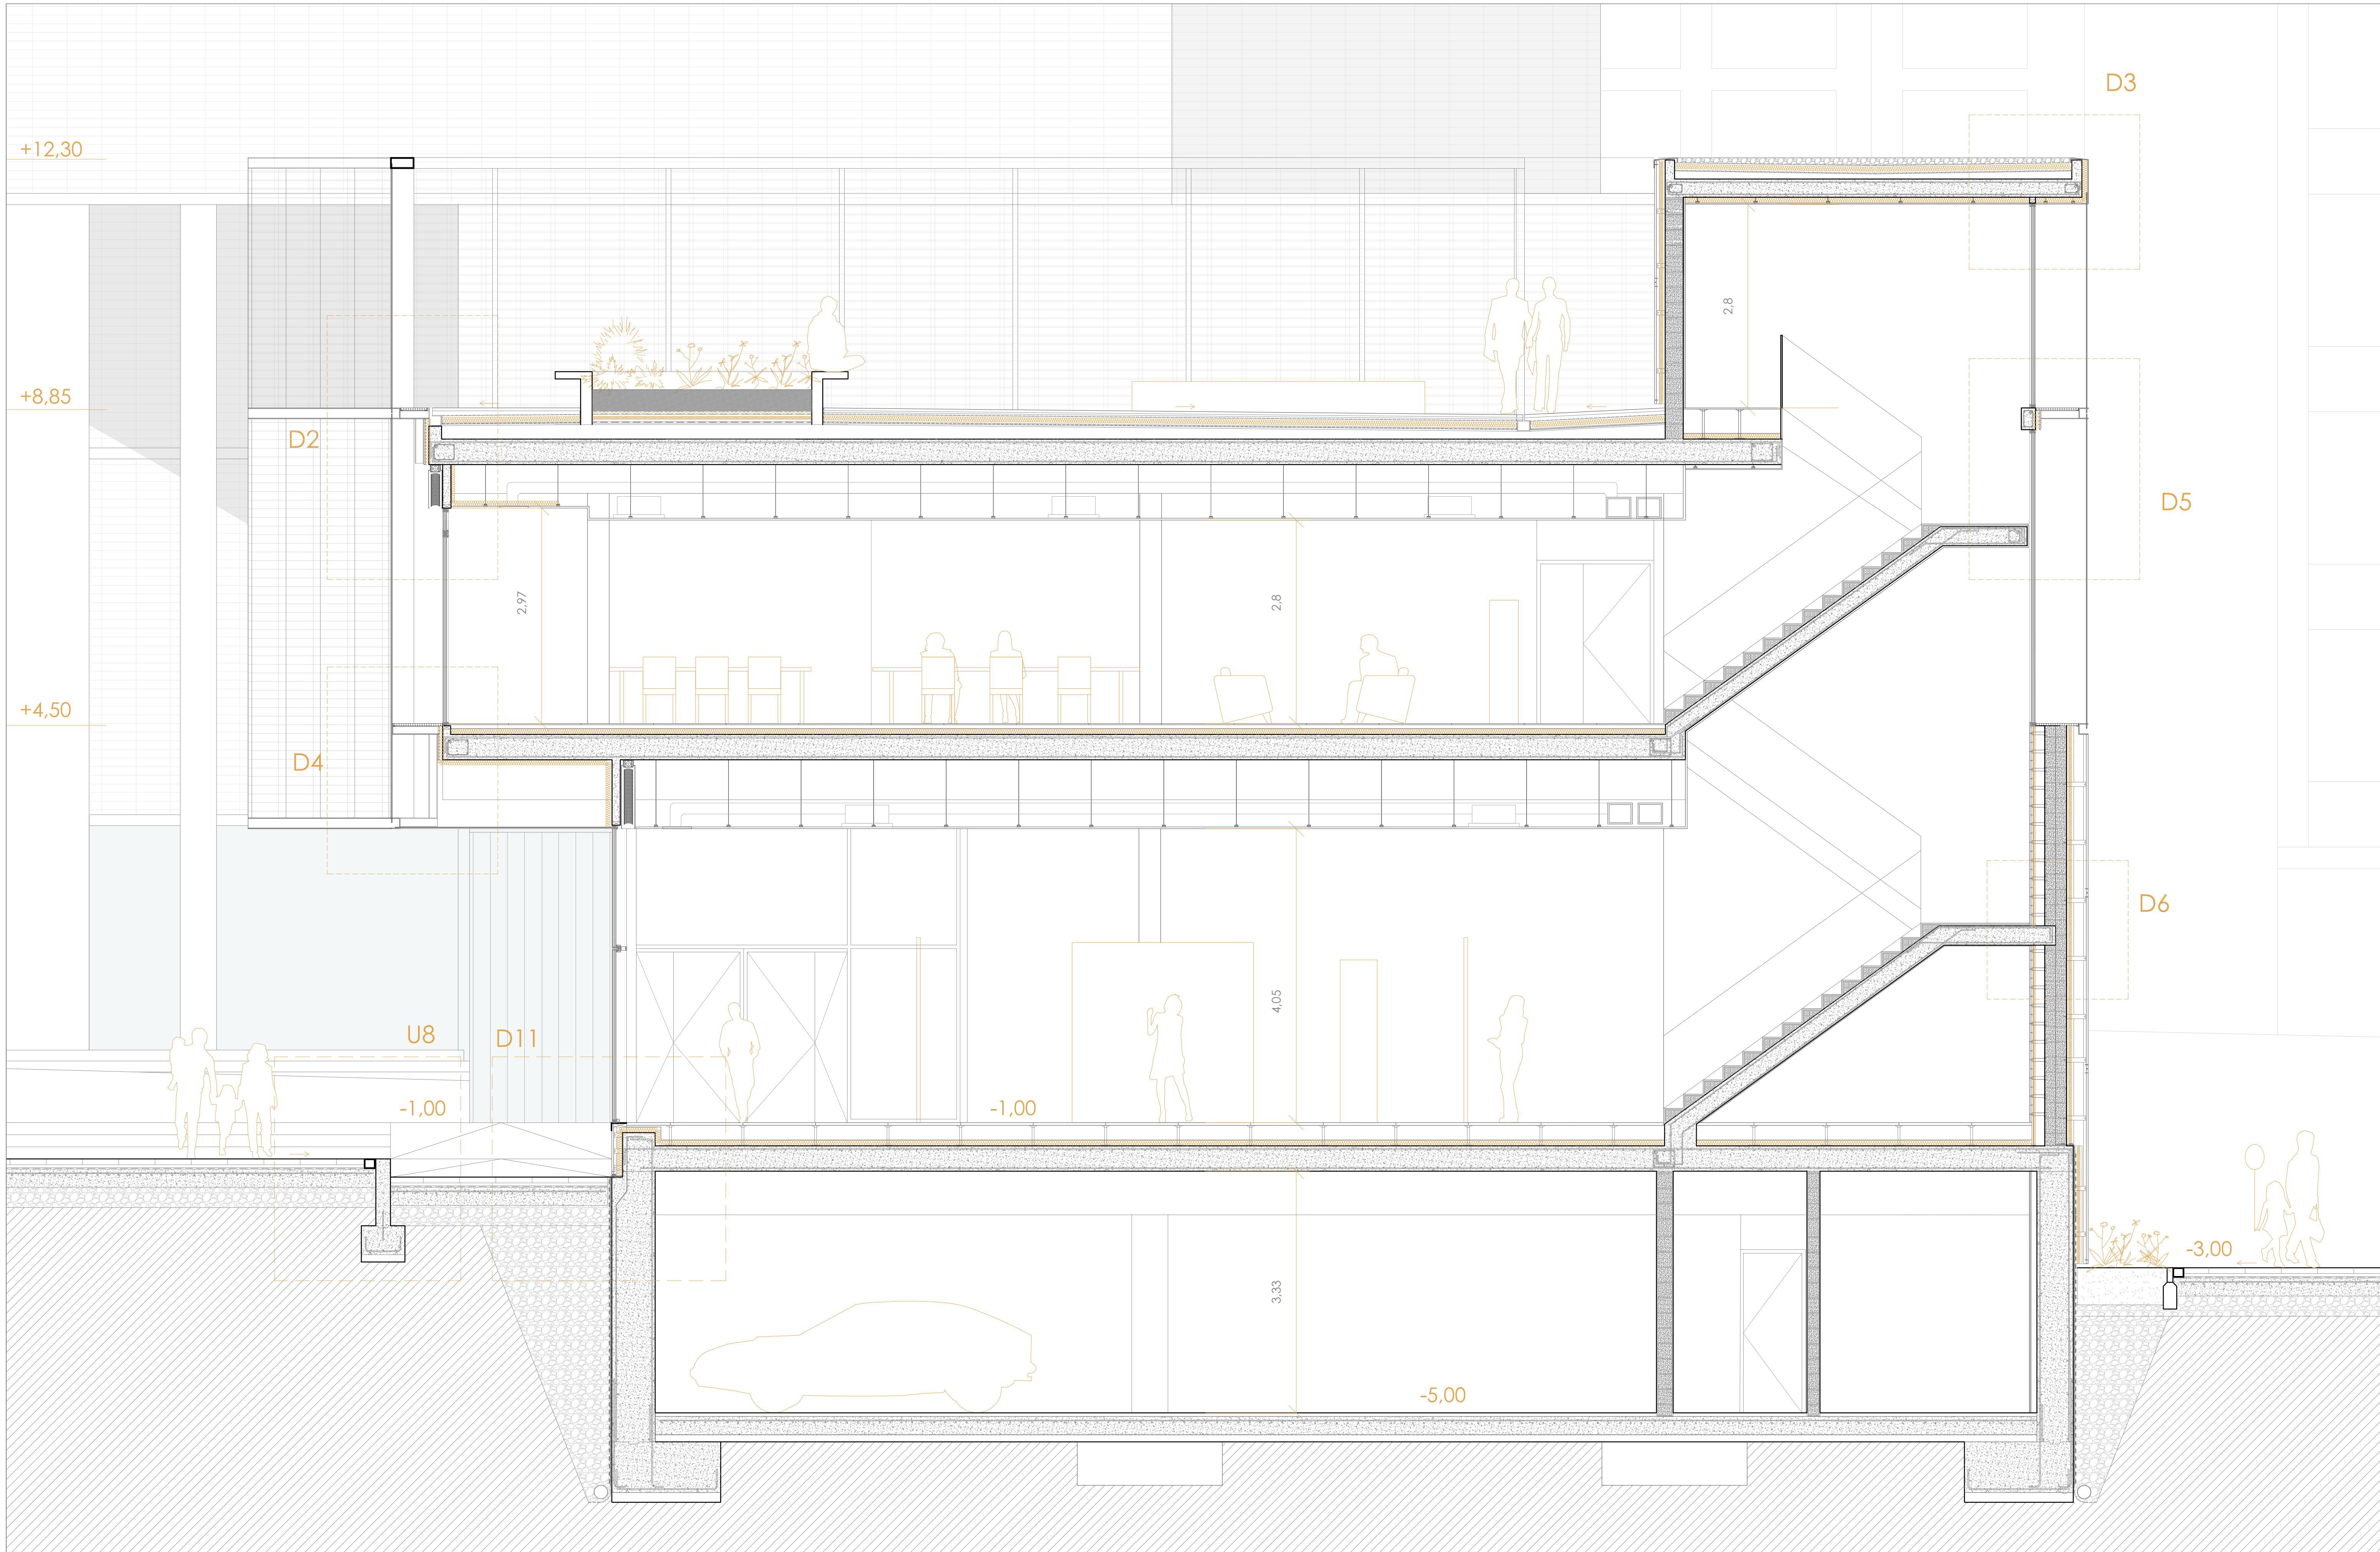 D3
+12,30
2,8
+8,85
D2
D5
2,97
2,8
+4,50
D4
D6
4,05
U8
D11
-1,00
-1,00
-3,00
3,33
-5,00